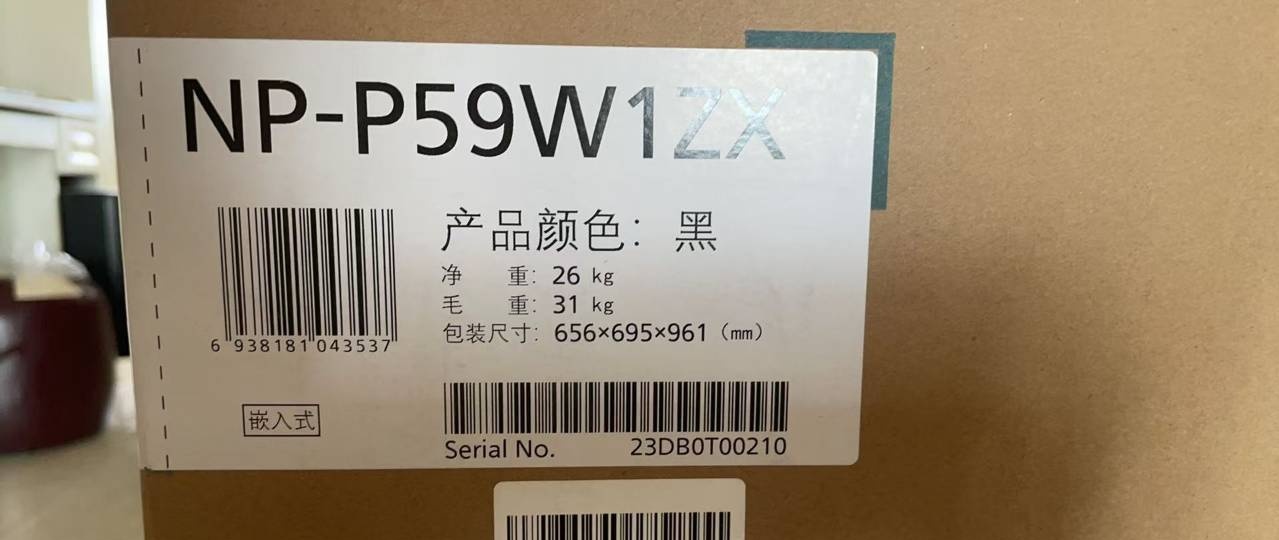 NP-P59W1ZX
产品颜色: 黑
净 重: 26 kg
毛 重: 31 kg
包装尺寸: 656×695×961 (mm)
6 938181 043537
嵌入式
Serial No. 23DB0T00210